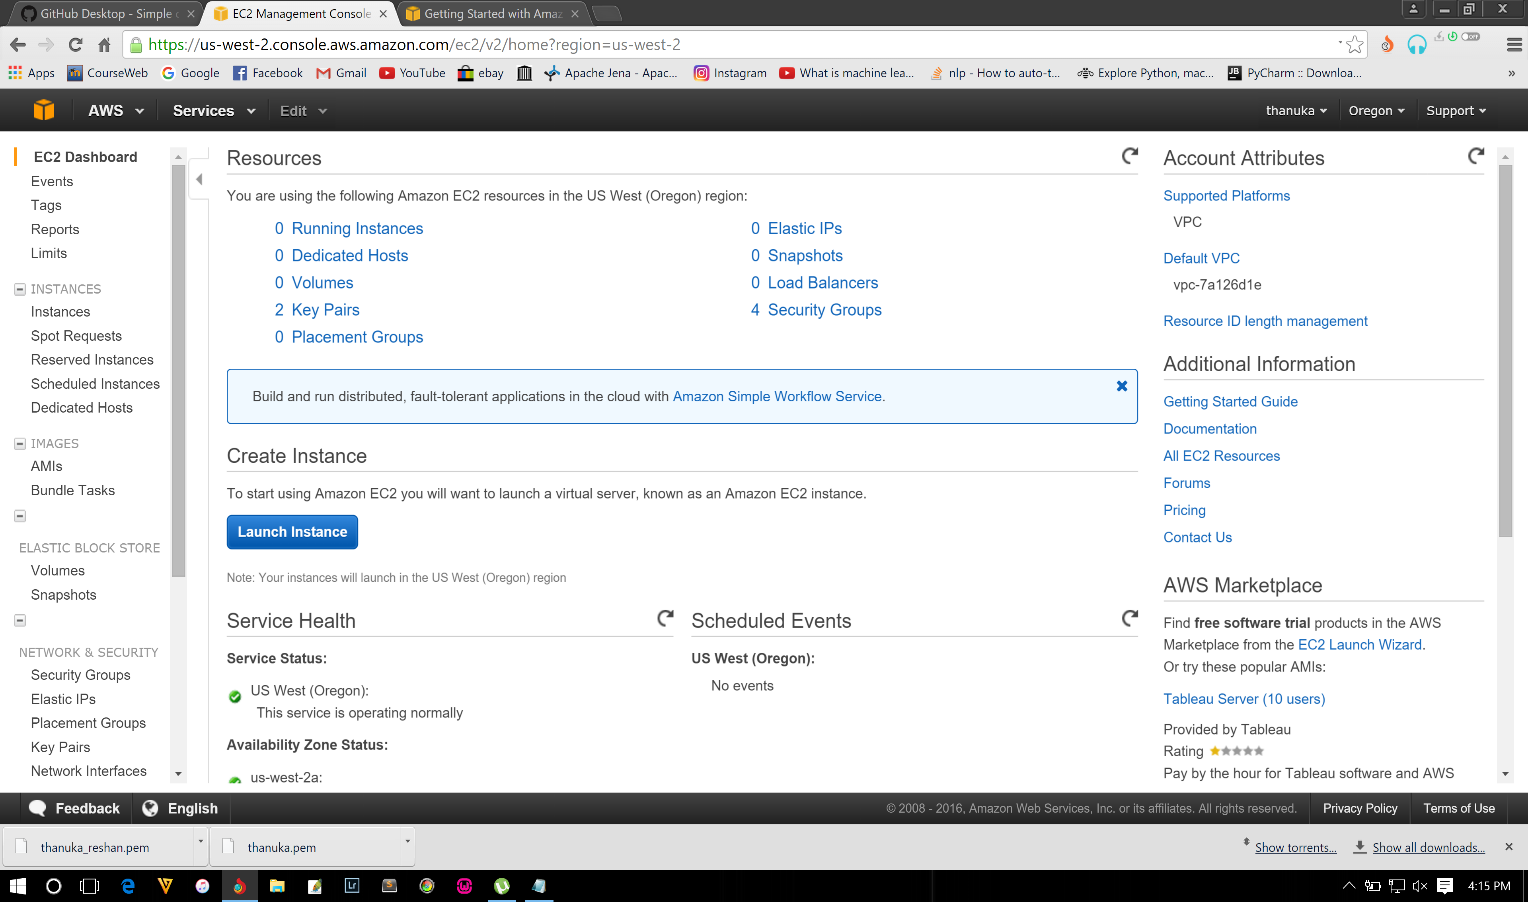 GitHub Desktop - Simple
EC2 Management Console
Getting Started with Amaz
https://us-west-2.console.aws.amazon.com/ec2/v2/home?region=us-west-2
Off
Apps
CourseWeb
Google
Facebook
Gmail
YouTube
ebay
Apache Jena - Apac...
Instagram
What is machine lea...
nlp - How to auto-t...
Explore Python, mac...
JB
PyCharm :: Downloa...
»
AWS
Services
Edit
thanuka
Oregon
Support
EC2 Dashboard
Events
Tags
Reports
Limits
INSTANCES
Instances
Spot Requests
Reserved Instances
Scheduled Instances
Dedicated Hosts
IMAGES
AMIs
Bundle Tasks
ELASTIC BLOCK STORE
Volumes
Snapshots
NETWORK & SECURITY
Security Groups
Elastic IPs
Placement Groups
Key Pairs
Network Interfaces
Resources
You are using the following Amazon EC2 resources in the US West (Oregon) region:
0 Running Instances
0 Elastic IPs
0 Dedicated Hosts
0 Snapshots
0 Volumes
0 Load Balancers
2 Key Pairs
4 Security Groups
0 Placement Groups
Build and run distributed, fault-tolerant applications in the cloud with Amazon Simple Workflow Service.
Create Instance
To start using Amazon EC2 you will want to launch a virtual server, known as an Amazon EC2 instance.
Launch Instance
Note: Your instances will launch in the US West (Oregon) region
Service Health
Service Status:
US West (Oregon):
This service is operating normally
Availability Zone Status:
us-west-2a:
Scheduled Events
US West (Oregon):
No events
Account Attributes
Supported Platforms
VPC
Default VPC
vpc-7a126d1e
Resource ID length management
Additional Information
Getting Started Guide
Documentation
All EC2 Resources
Forums
Pricing
Contact Us
AWS Marketplace
Find free software trial products in the AWS
Marketplace from the EC2 Launch Wizard.
Or try these popular AMIs:
Tableau Server (10 users)
Provided by Tableau
Rating
Pay by the hour for Tableau software and AWS
Feedback
English
© 2008 - 2016, Amazon Web Services, Inc. or its affiliates. All rights reserved.
Privacy Policy
Terms of Use
thanuka_reshan.pem
thanuka.pem
Show torrents...
Show all downloads...
Lr
4:15 PM